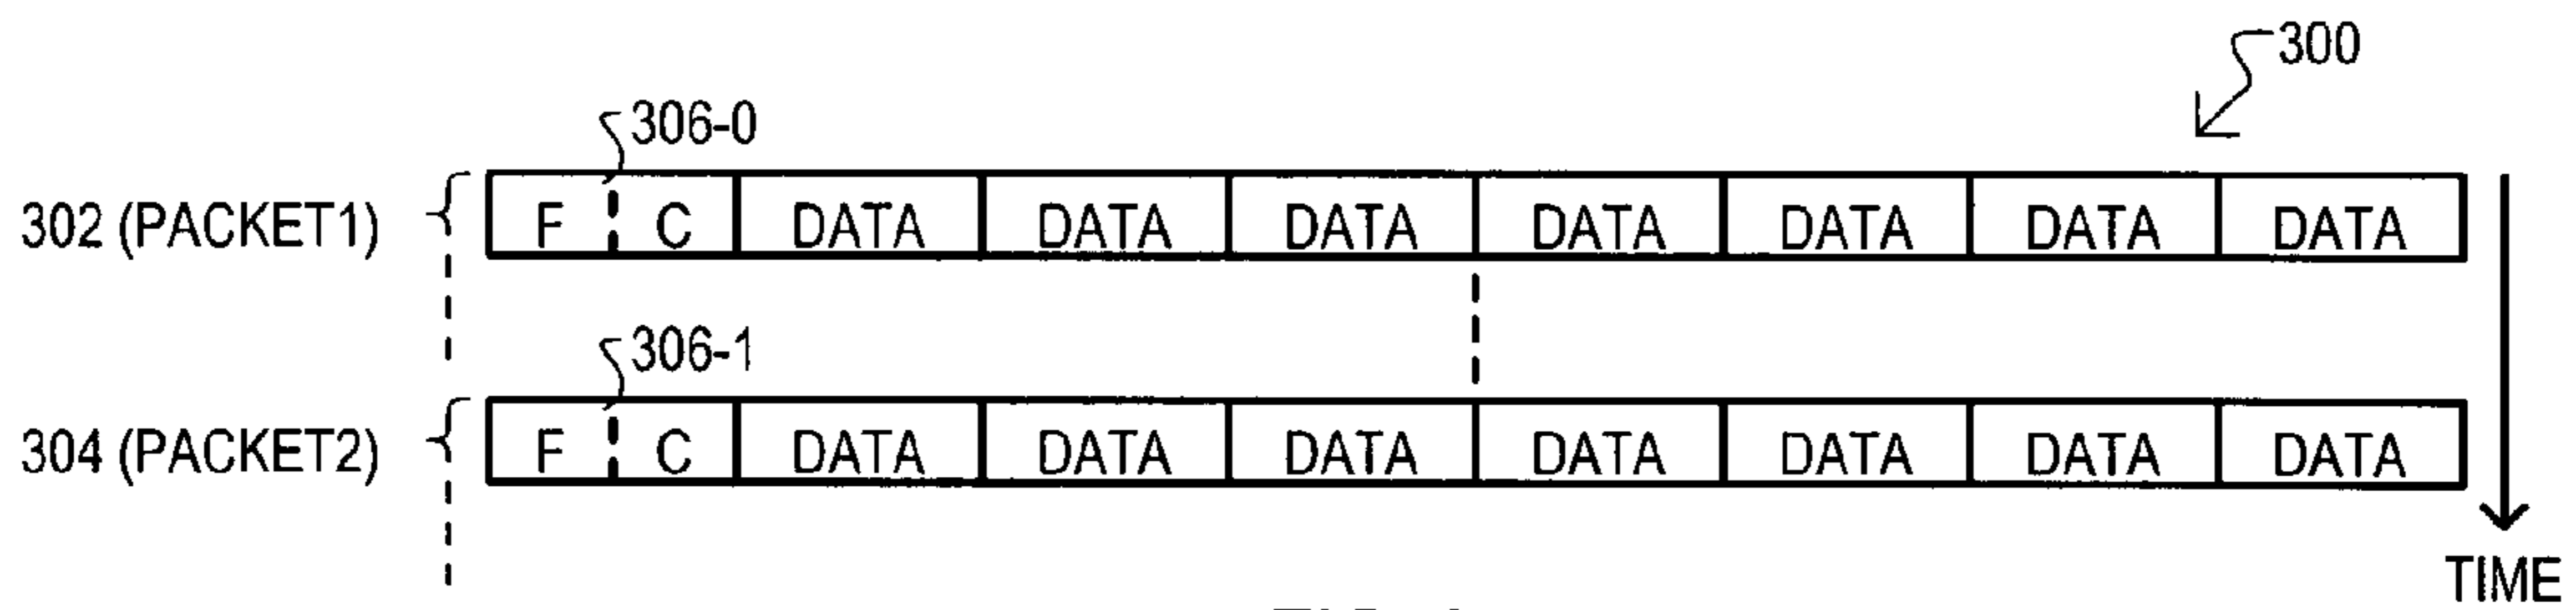 300
306-0
302 (PACKET1) F C DATA DATA DATA DATA DATA DATA DATA
306-1
304 (PACKET2) F C DATA DATA DATA DATA DATA DATA DATA
TIME